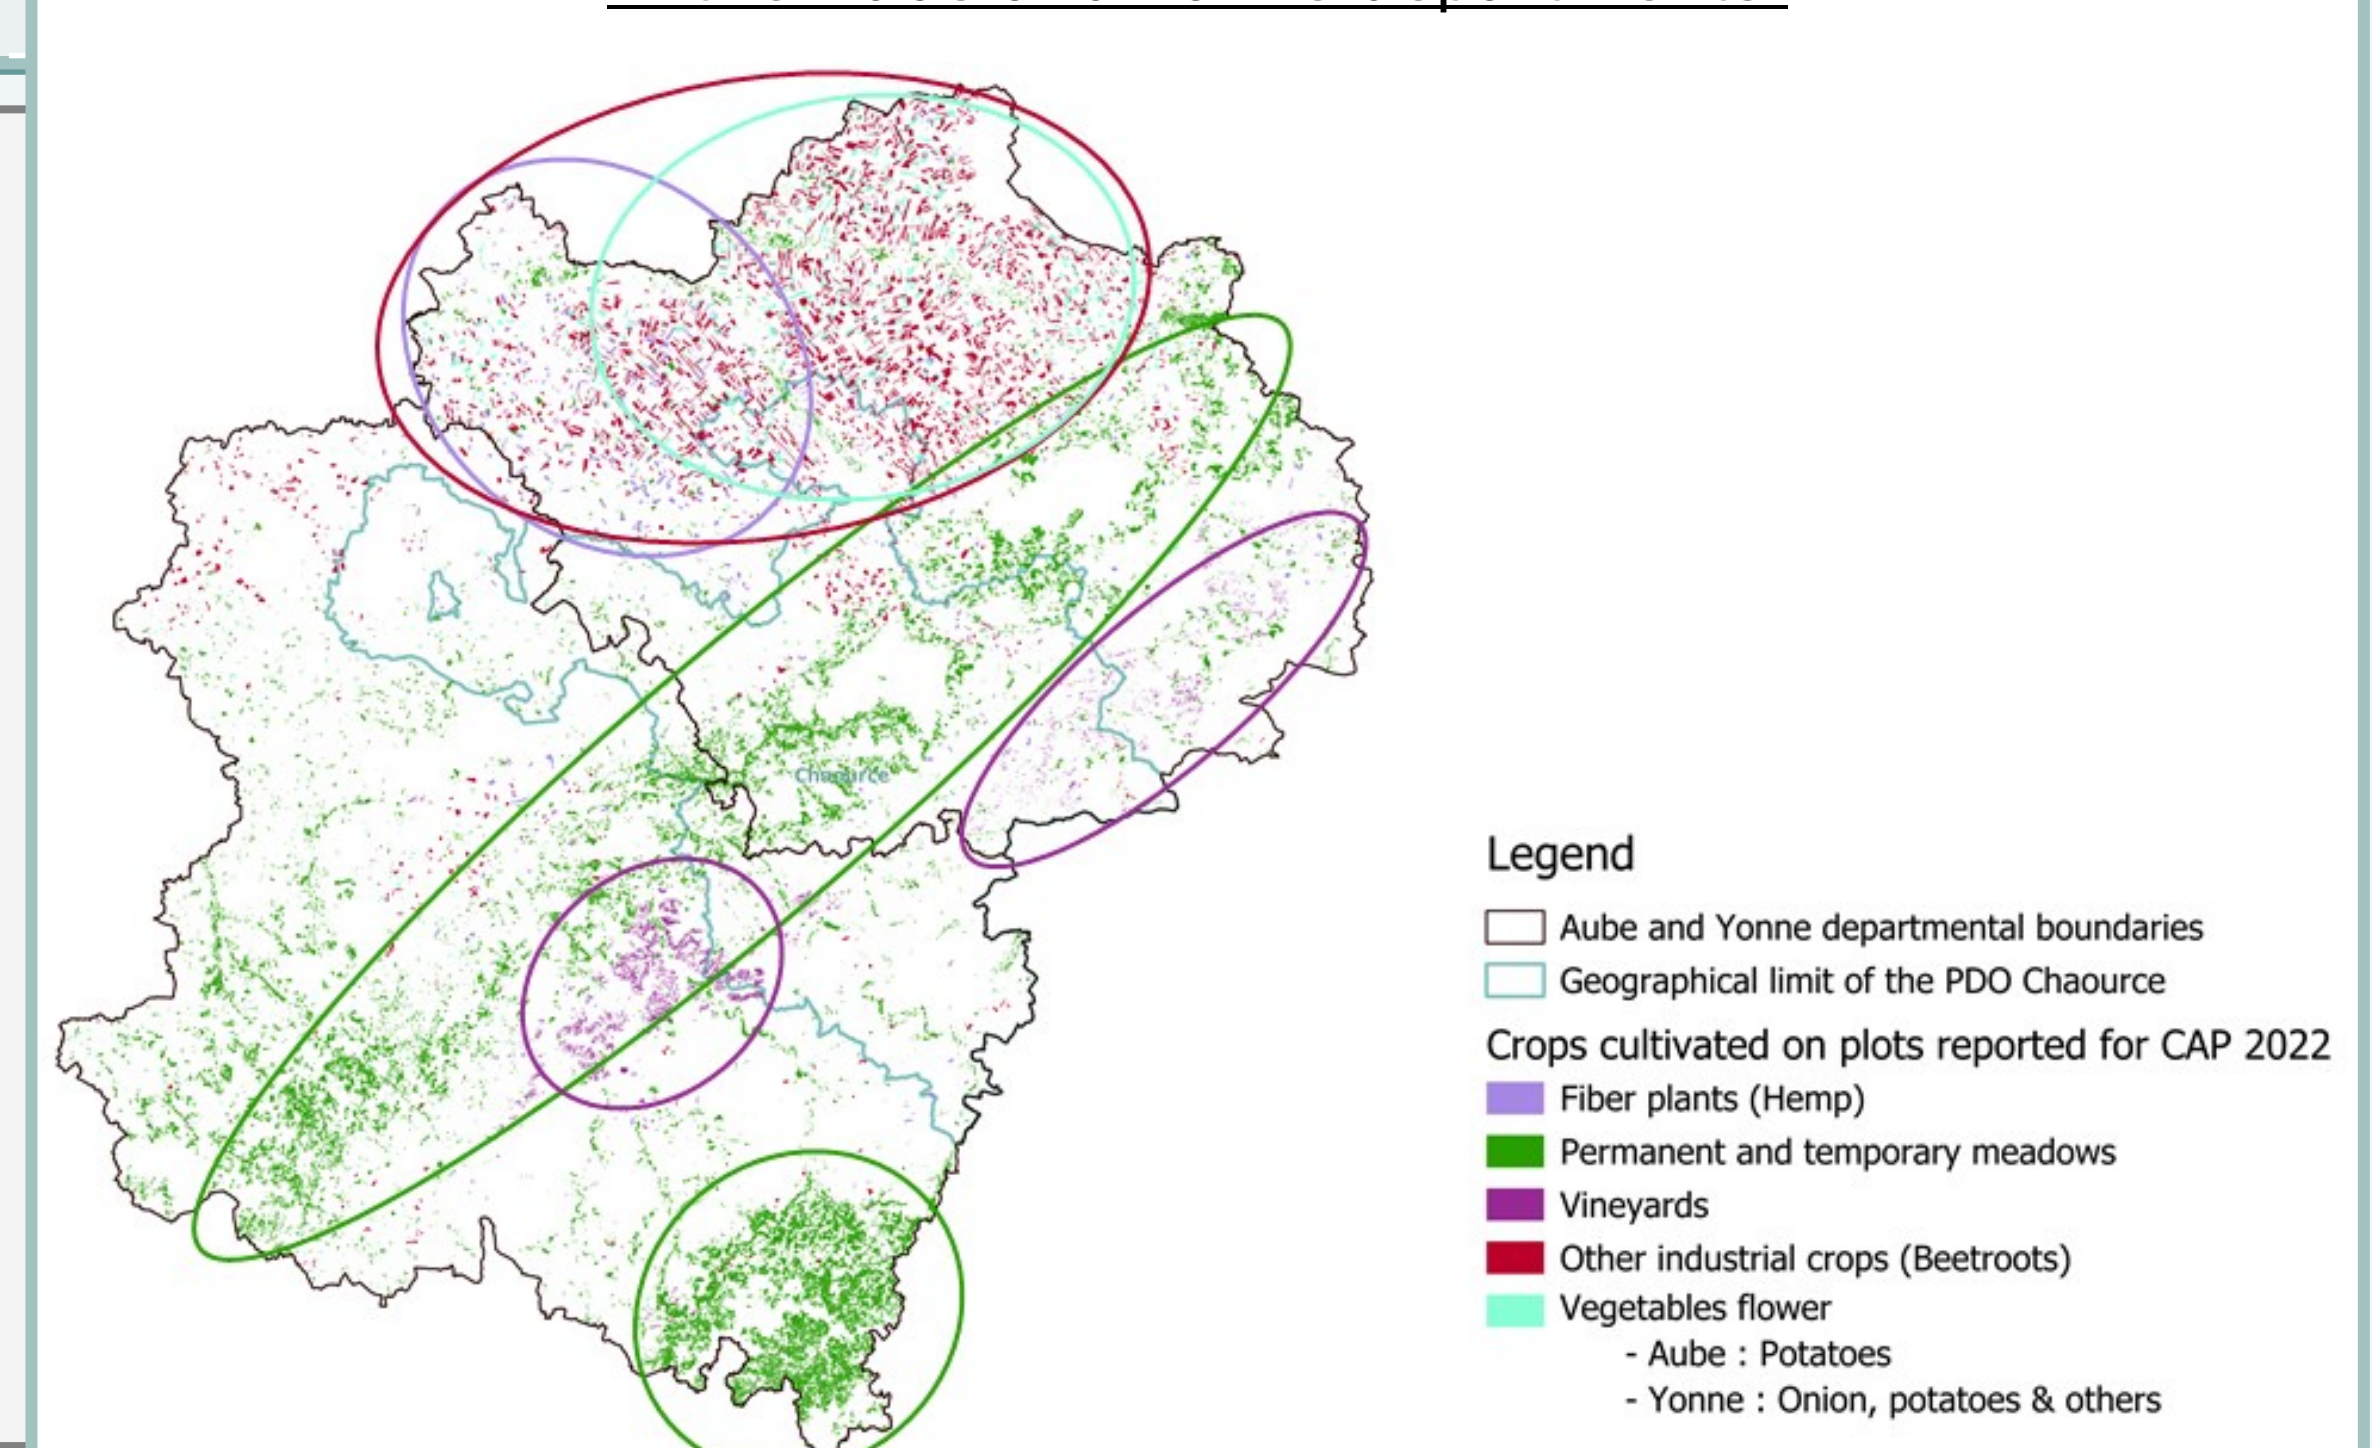 Chaource
Legend
Aube and Yonne departmental boundaries
Geographical limit of the PDO Chaource
Crops cultivated on plots reported for CAP 2022
Fiber plants (Hemp)
Permanent and temporary meadows
Vineyards
Other industrial crops (Beetroots)
Vegetables flower
- Aube : Potatoes
- Yonne : Onion, potatoes & others